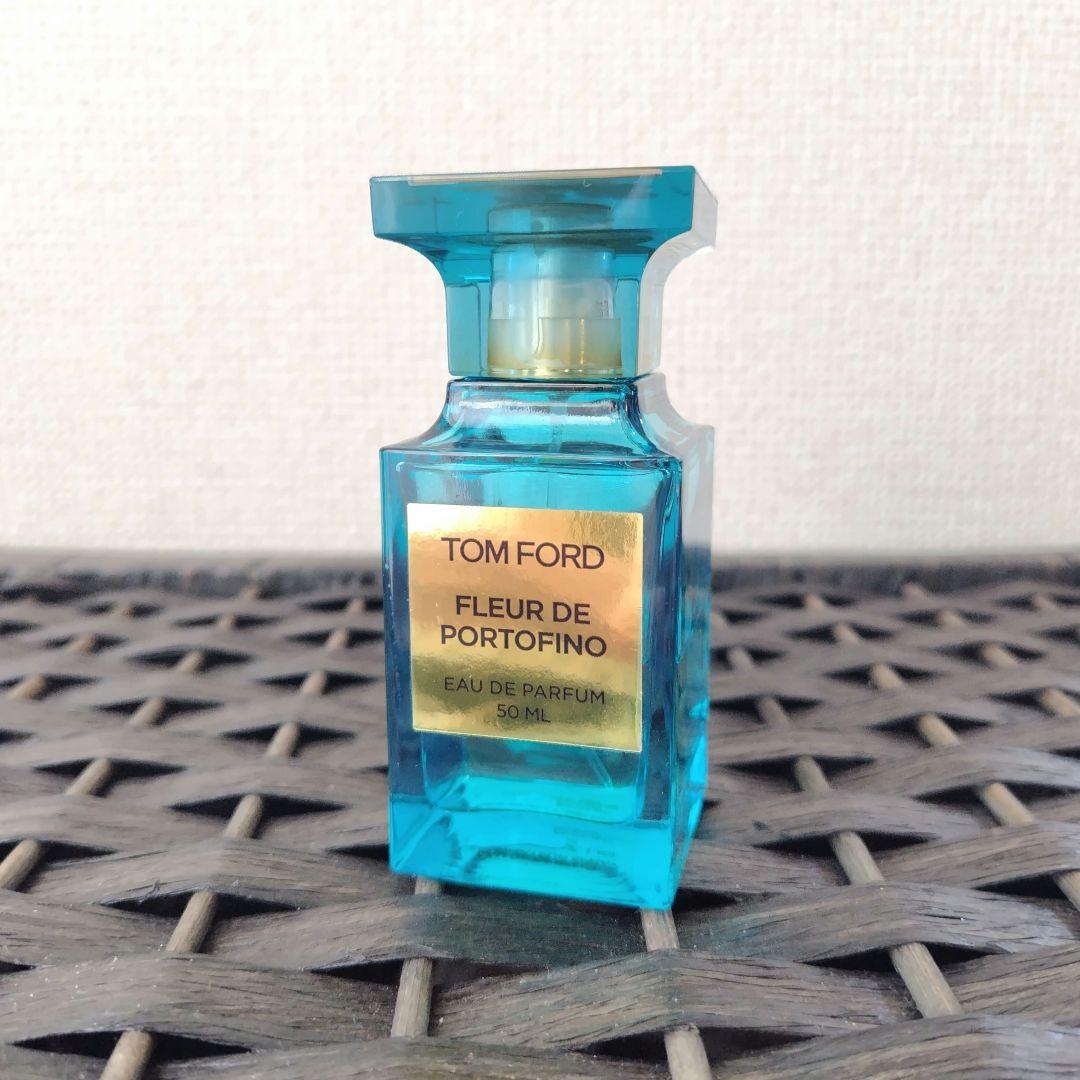 TOM FORD
FLEUR DE
PORTOFINO
EAU DE PARFUM
50 ML